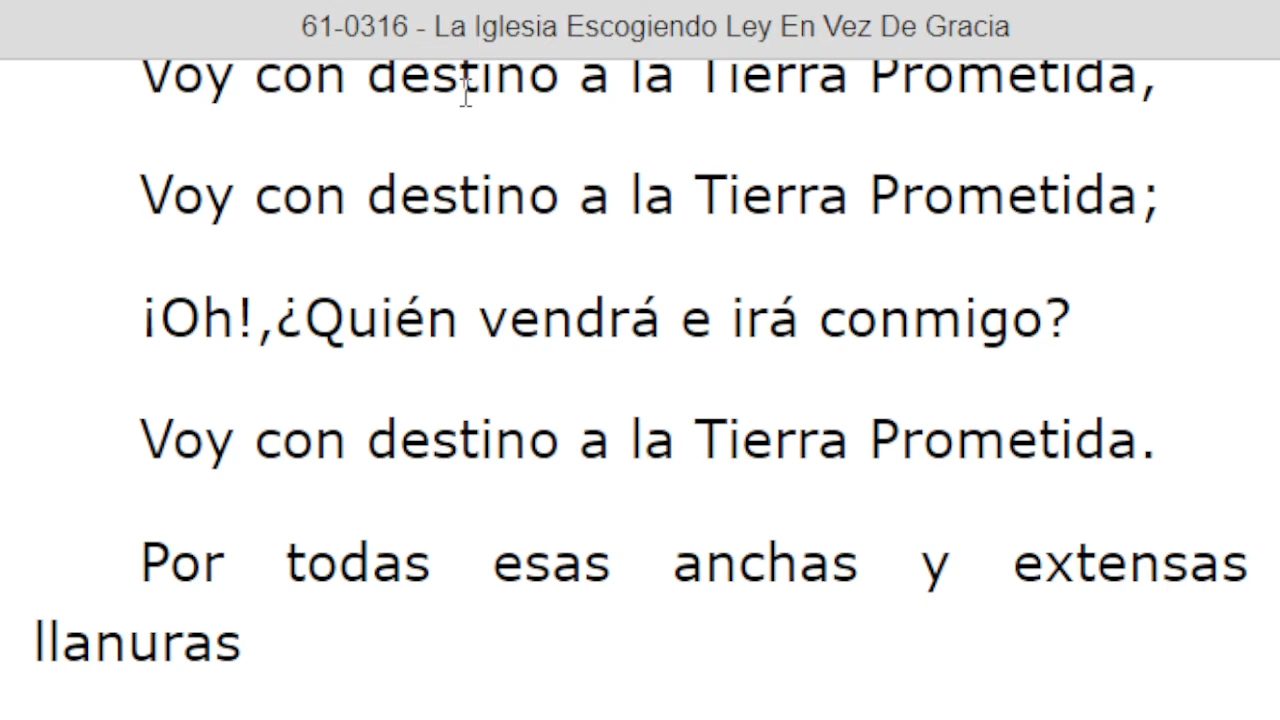 61-0316 - La Iglesia Escogiendo Ley En Vez De Gracia
Voy con destino a la Tierra Prometida,
Voy con destino a la Tierra Prometida;
¡Oh!,¿Quién vendrá e irá conmigo?
Voy con destino a la Tierra Prometida.
Por todas esas anchas y extensas
llanuras